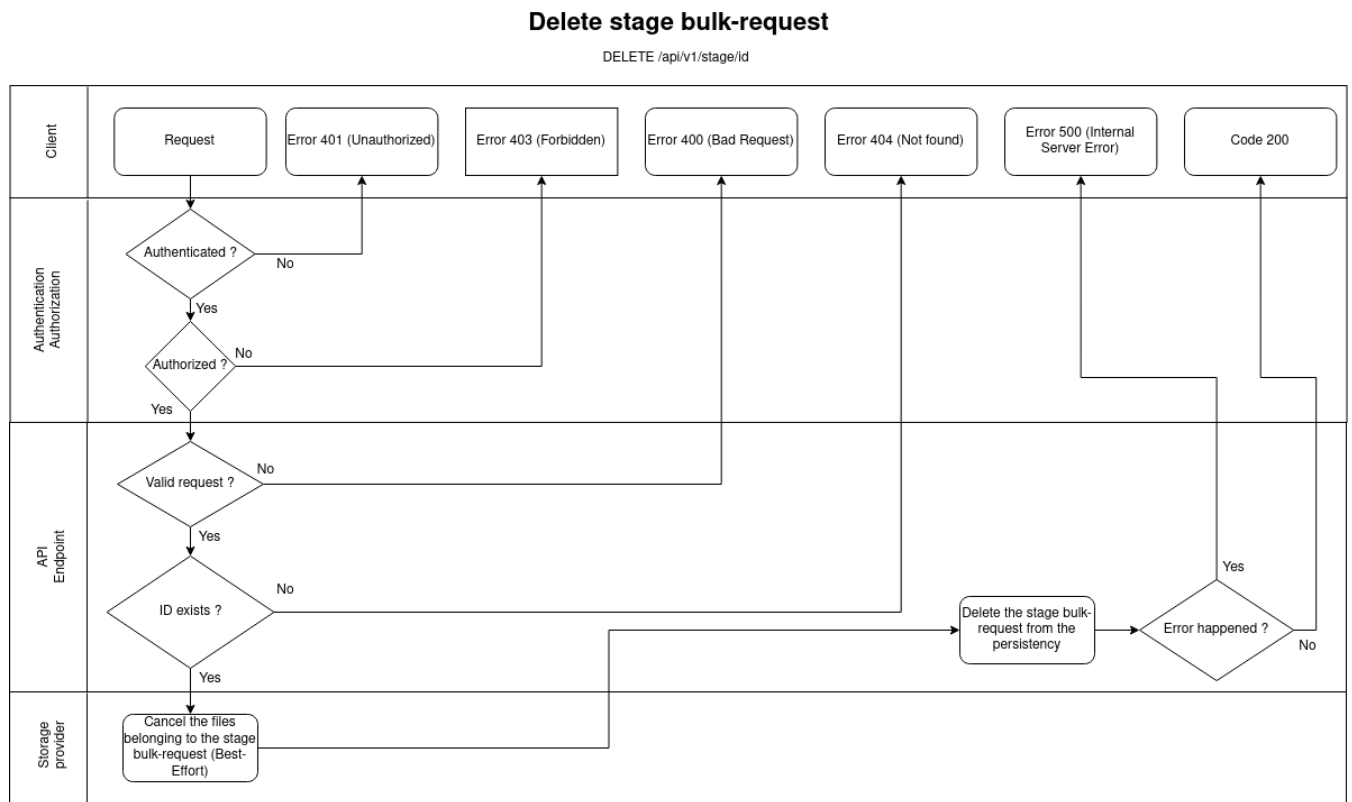 Delete stage bulk-request
DELETE /api/v1/stage/id
Client
Request
Error 401 (Unauthorized)
Error 403 (Forbidden)
Error 400 (Bad Request)
Error 404 (Not found)
Error 500 (Internal
Server Error)
Code 200
Authentication
Authorization
Authenticated ?
No
Yes
Authorized ?
No
Yes
API
Endpoint
Valid request ?
No
Yes
ID exists ?
No
Yes
Delete the stage bulk-
request from the
persistency
Error happened ?
Yes
No
Storage
provider
Cancel the files
belonging to the stage
bulk-request (Best-
Effort)